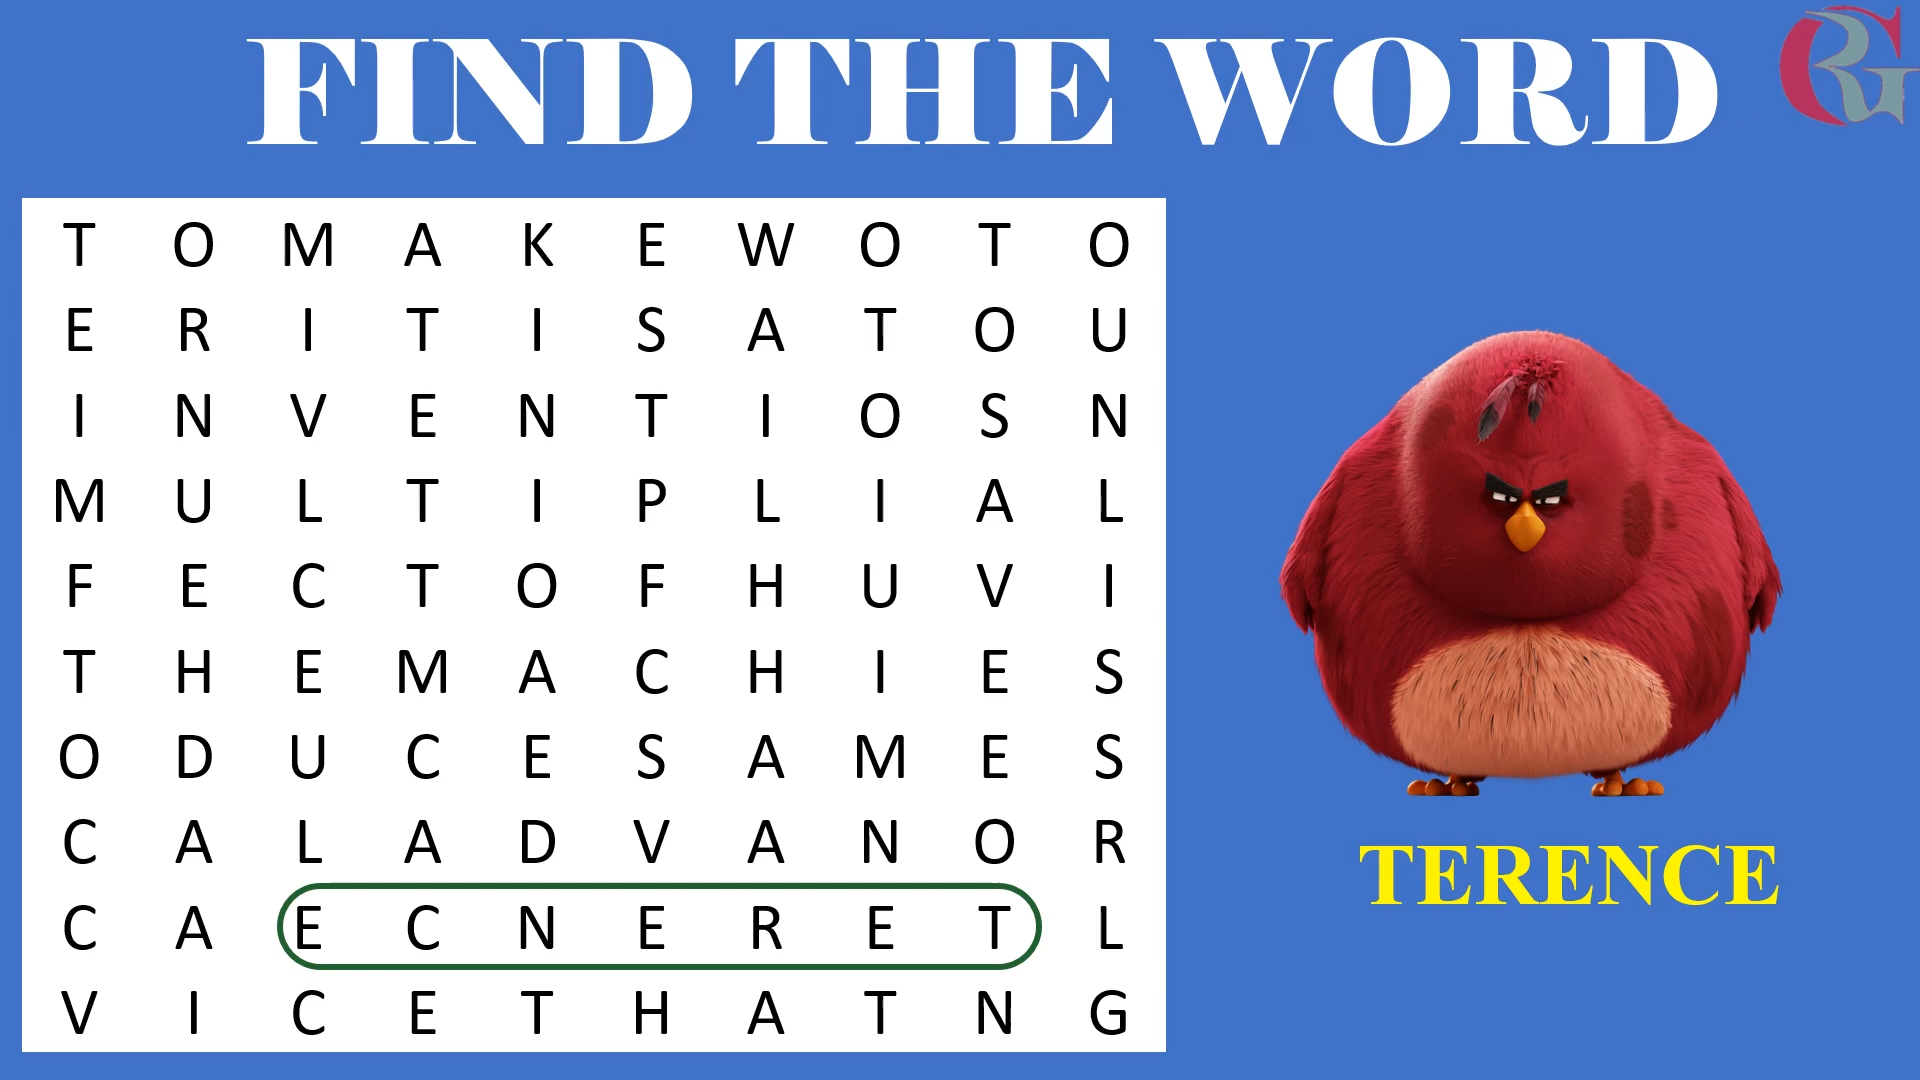 FIND THE WORD
T O M A K E W O T O
E R I T I S A T O U
I N V E N T I O S N
M U L T I P L I A L
F E C T O F H U V I
T H E M A C H I E S
O D U C E S A M E S
C A L A D V A N O R
C A E C N E R E T L
V I C E T H A T N G
TERENCE